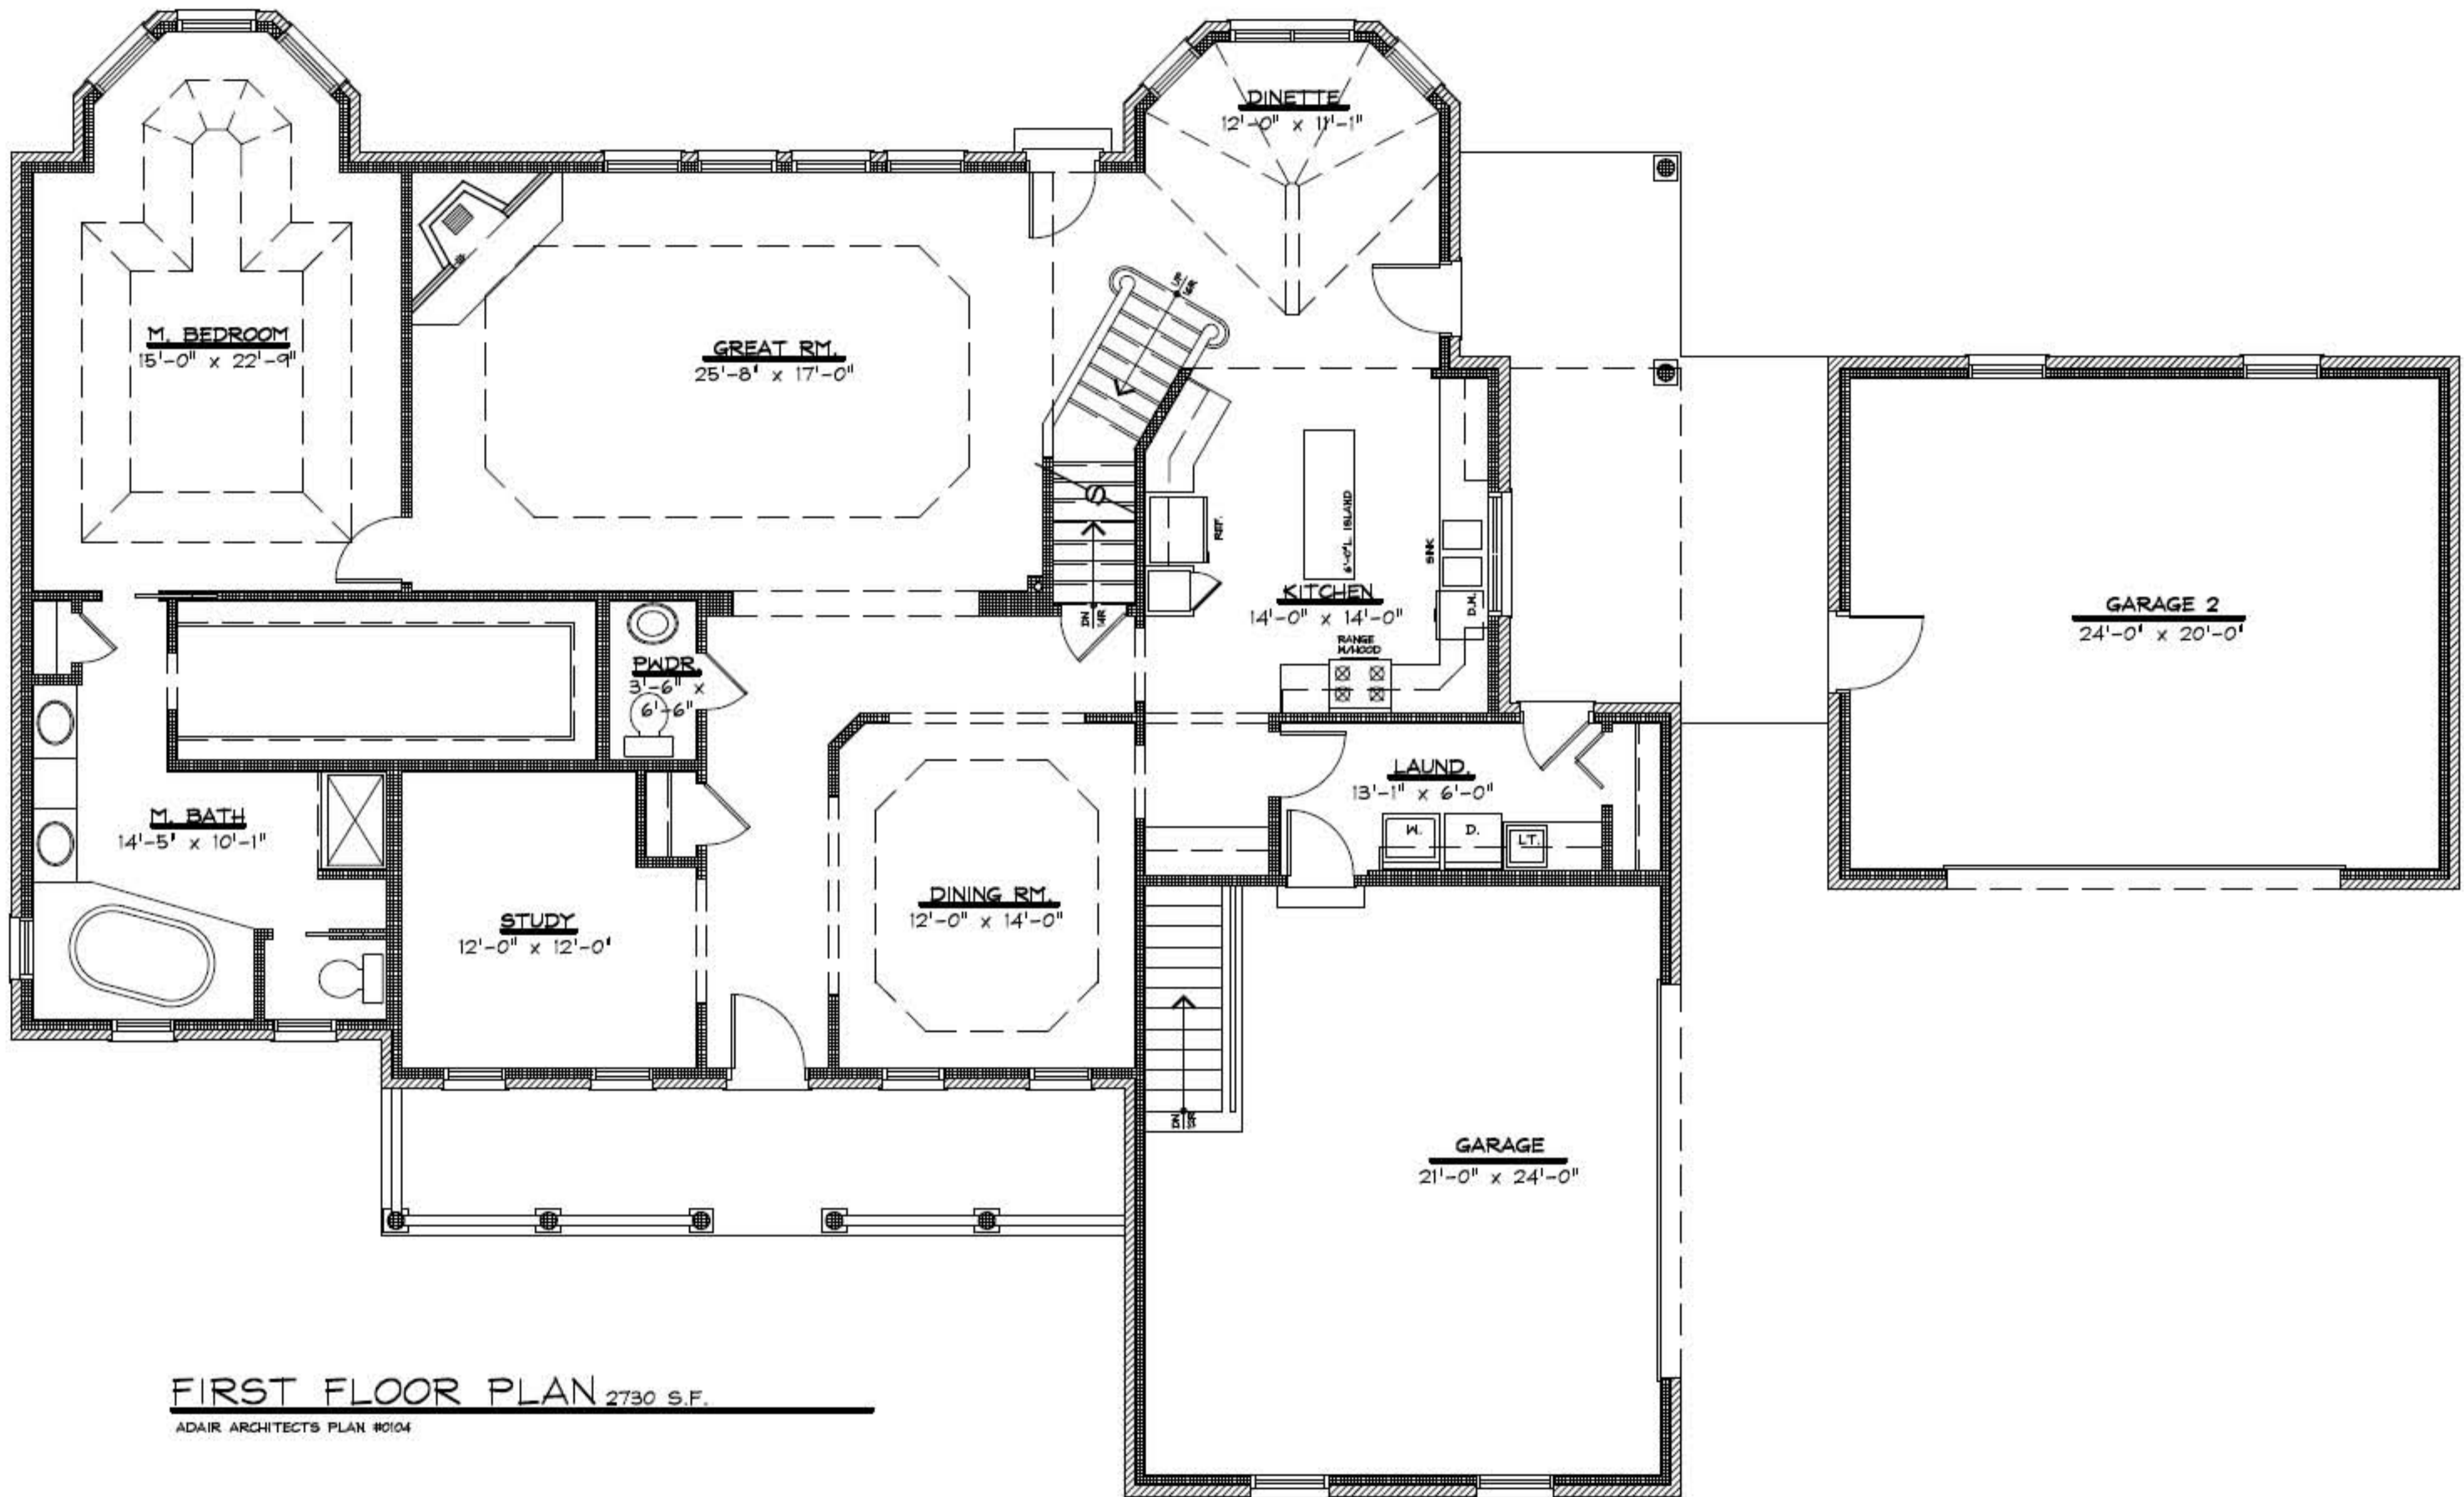 DINETTE
12'-0" x 11'-1"
M. BEDROOM
15'-0" x 22'-9"
GREAT RM.
25'-8" x 17'-0"
UP
REF.
6'-0"L. ISLAND
SINK
KITCHEN
14'-0" x 14'-0"
D.W.
RANGE
W/HOOD
DN
14R
GARAGE 2
24'-0" x 20'-0"
PWDR.
3'-6" x
6'-6"
LAUND.
13'-1" x 6'-0"
W.
D.
LT.
M. BATH
14'-5" x 10'-1"
STUDY
12'-0" x 12'-0"
DINING RM.
12'-0" x 14'-0"
DN
GARAGE
21'-0" x 24'-0"
FIRST FLOOR PLAN 2730 S.F.
ADAIR ARCHITECTS PLAN #0104